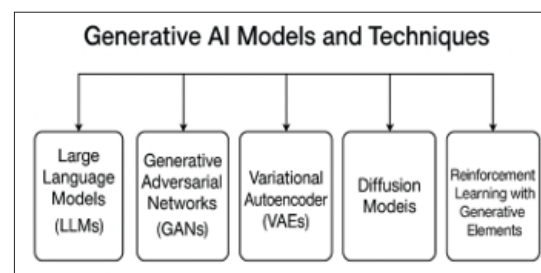 Generative AI Models and Techniques
Large
Language
Models
(LLMs)
Generative
Adversarial
Networks
(GANs)
Variational
Autoencoder
(VAEs)
Diffusion
Modeis
Reinforcement
Learning with
Generative
Elements